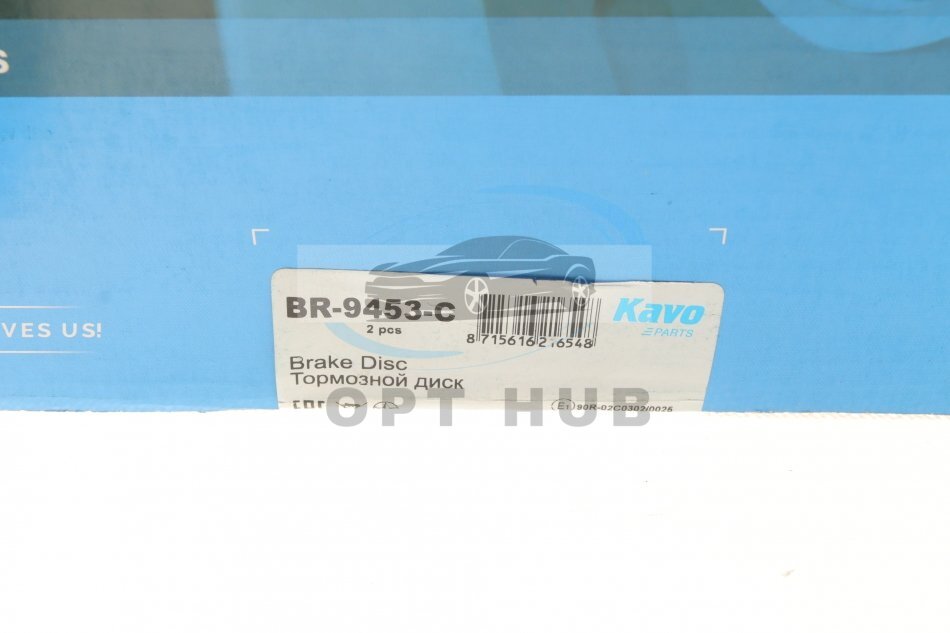 S
VES US!
BR-9453-C
2 pcs
8 715616 216548
Kavo
PARTS
Brake Disc
Тормозной диск
E1 90R-02C0302/0026
OPT HUB